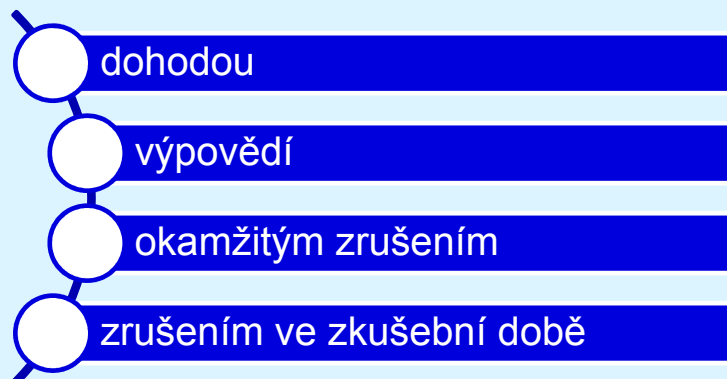 dohodou
výpovědí
okamžitým zrušením
zrušením ve zkušební době